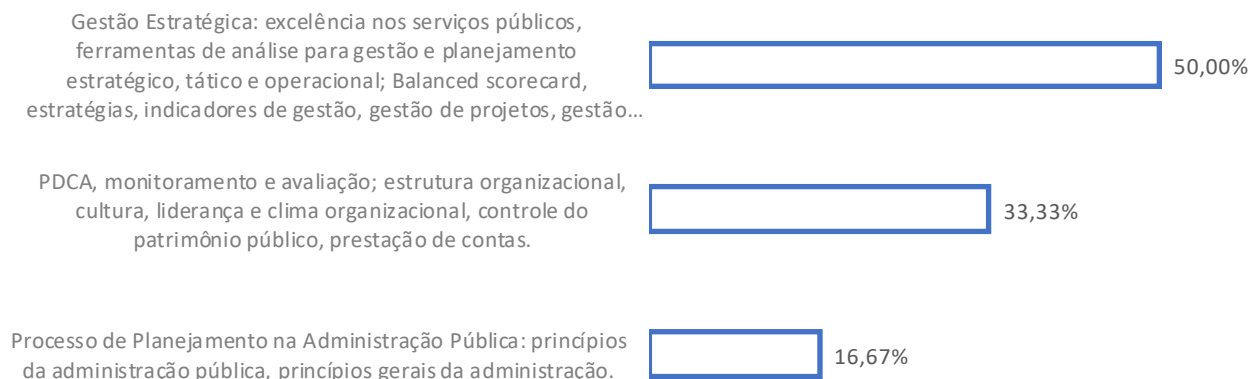 Gestão Estratégica: excelência nos serviços públicos,
ferramentas de análise para gestão e planejamento
estratégico, tático e operacional; Balanced scorecard,
estratégias, indicadores de gestão, gestão de projetos, gestão...
50,00%
PDCA, monitoramento e avaliação; estrutura organizacional,
cultura, liderança e clima organizacional, controle do
patrimônio público, prestação de contas.
33,33%
Processo de Planejamento na Administração Pública: princípios
da administração pública, princípios gerais da administração.
16,67%